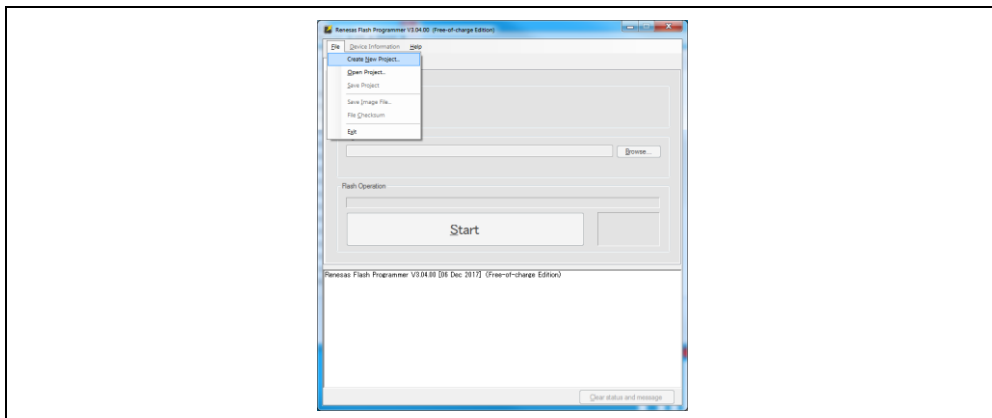 Renesas Flash Programmer V3.04.00 (Free-of-charge Edition)
File Device Information Help
Create New Project...
Open Project...
Save Project
Save Image File...
File Checksum
Exit
Browse...
Flash Operation
Start
Renesas Flash Programmer V3.04.00 [06 Dec 2017] (Free-of-charge Edition)
Clear status and message